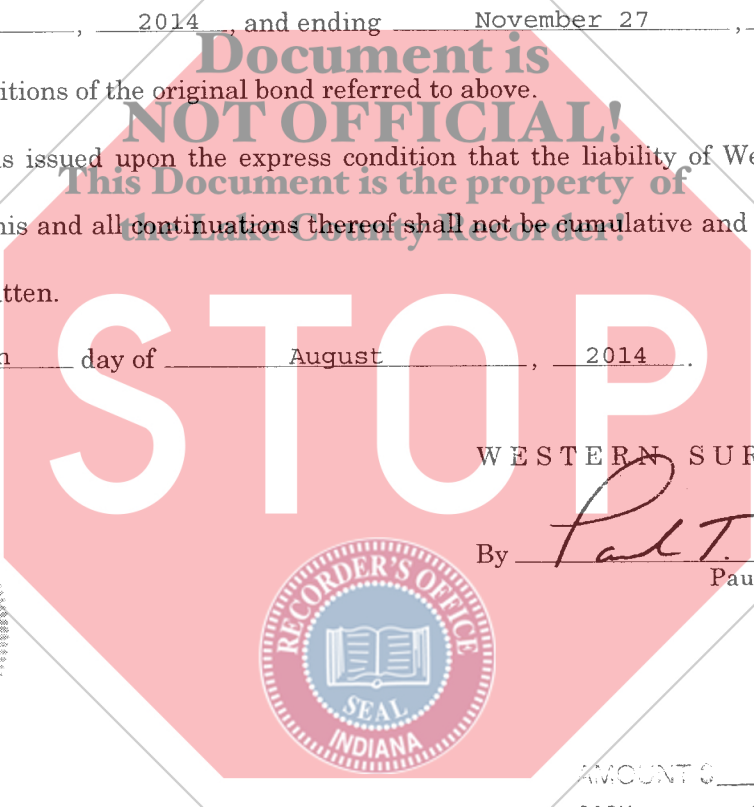 , 2014 , and ending November 27 ,
Document is
itions of the original bond referred to above.
NOT OFFICIAL!
s issued upon the express condition that the liability of We
This Document is the property of
his and all continuations thereof shall not be cumulative and
the Lake County Recorder!
tten.
STOP
day of August , 2014 .
WESTERN SUR
By Paul T.
Pau
RECORDER'S OFFICE
SEAL
INDIANA
AMOUNT $